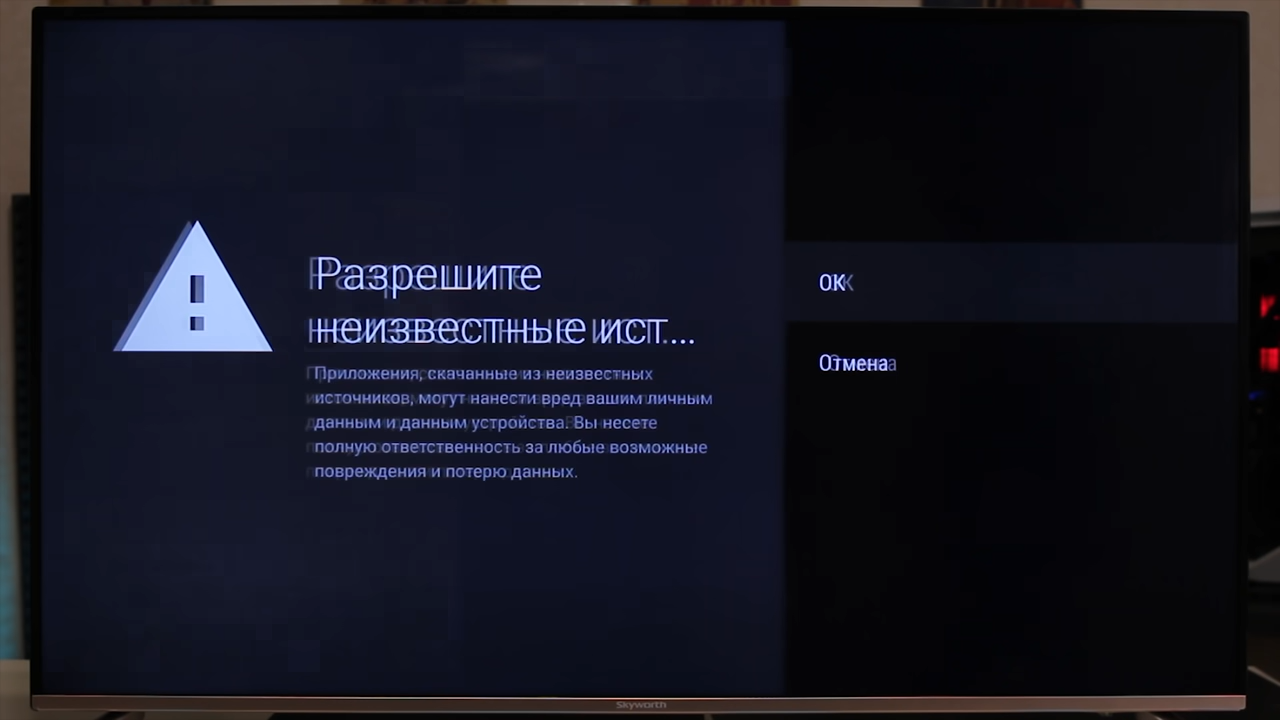 Разрешите
неизвестные ист...
Приложения, скачанные из неизвестных
источников, могут нанести вред вашим личным
данным и данным устройства. Вы несете
полную ответственность за любые возможные
повреждения и потерю данных.
ОК
Отмена
Skyworth